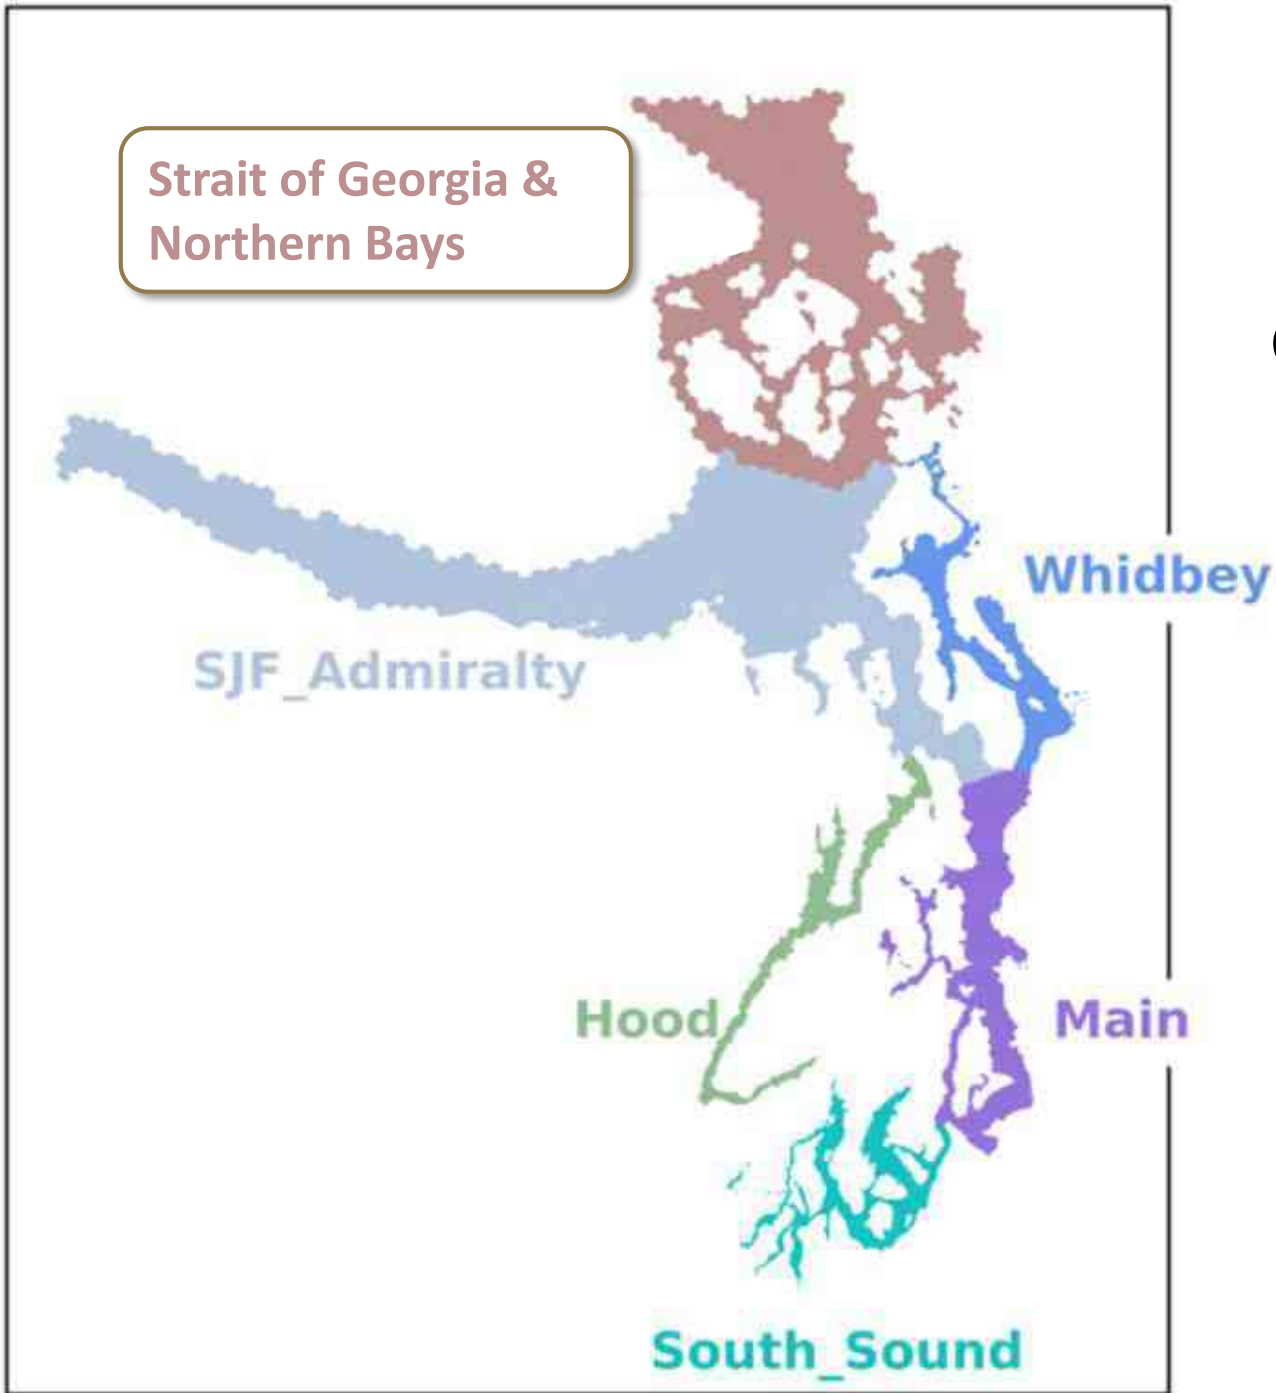 Strait of Georgia &
Northern Bays
Whidbey
SJF_Admiralty
Hood
Main
South_Sound